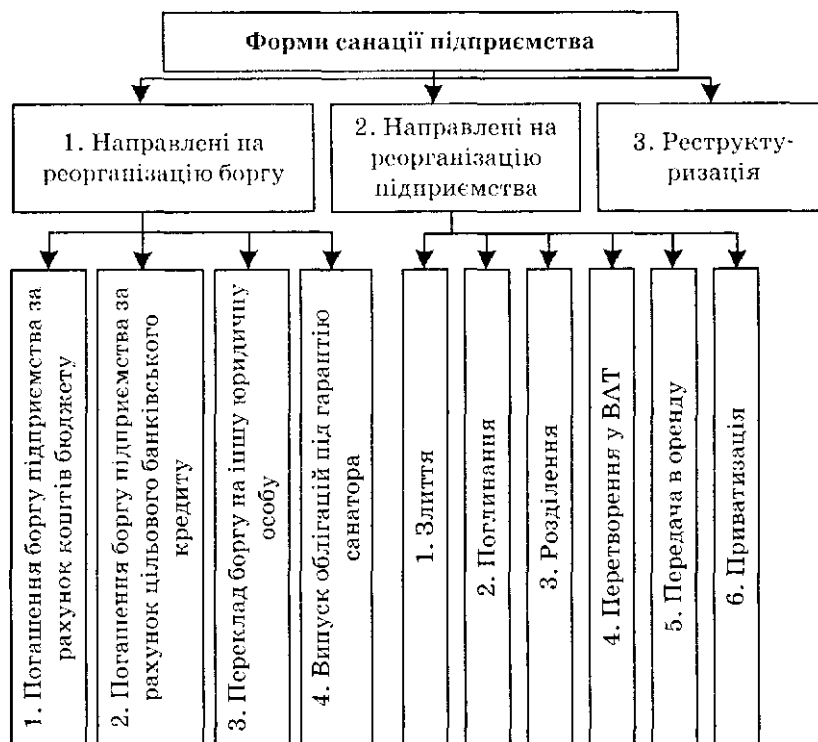 Форми санації підприємства
1. Направлені на
реорганізацію боргу
2. Направлені на
реорганізацію
підприємства
3. Реструкту-
ризація
1. Погашення боргу підприємства за
рахунок коштів бюджету
2. Погашення боргу підприємства за
рахунок цільового банківського
кредиту
3. Переклад боргу на іншу юридичну
особу
4. Випуск облігацій під гарантію
санатора
1. Злиття
2. Поглинання
3. Розділення
4. Перетворення у ВАТ
5. Передача в оренду
6. Приватизація